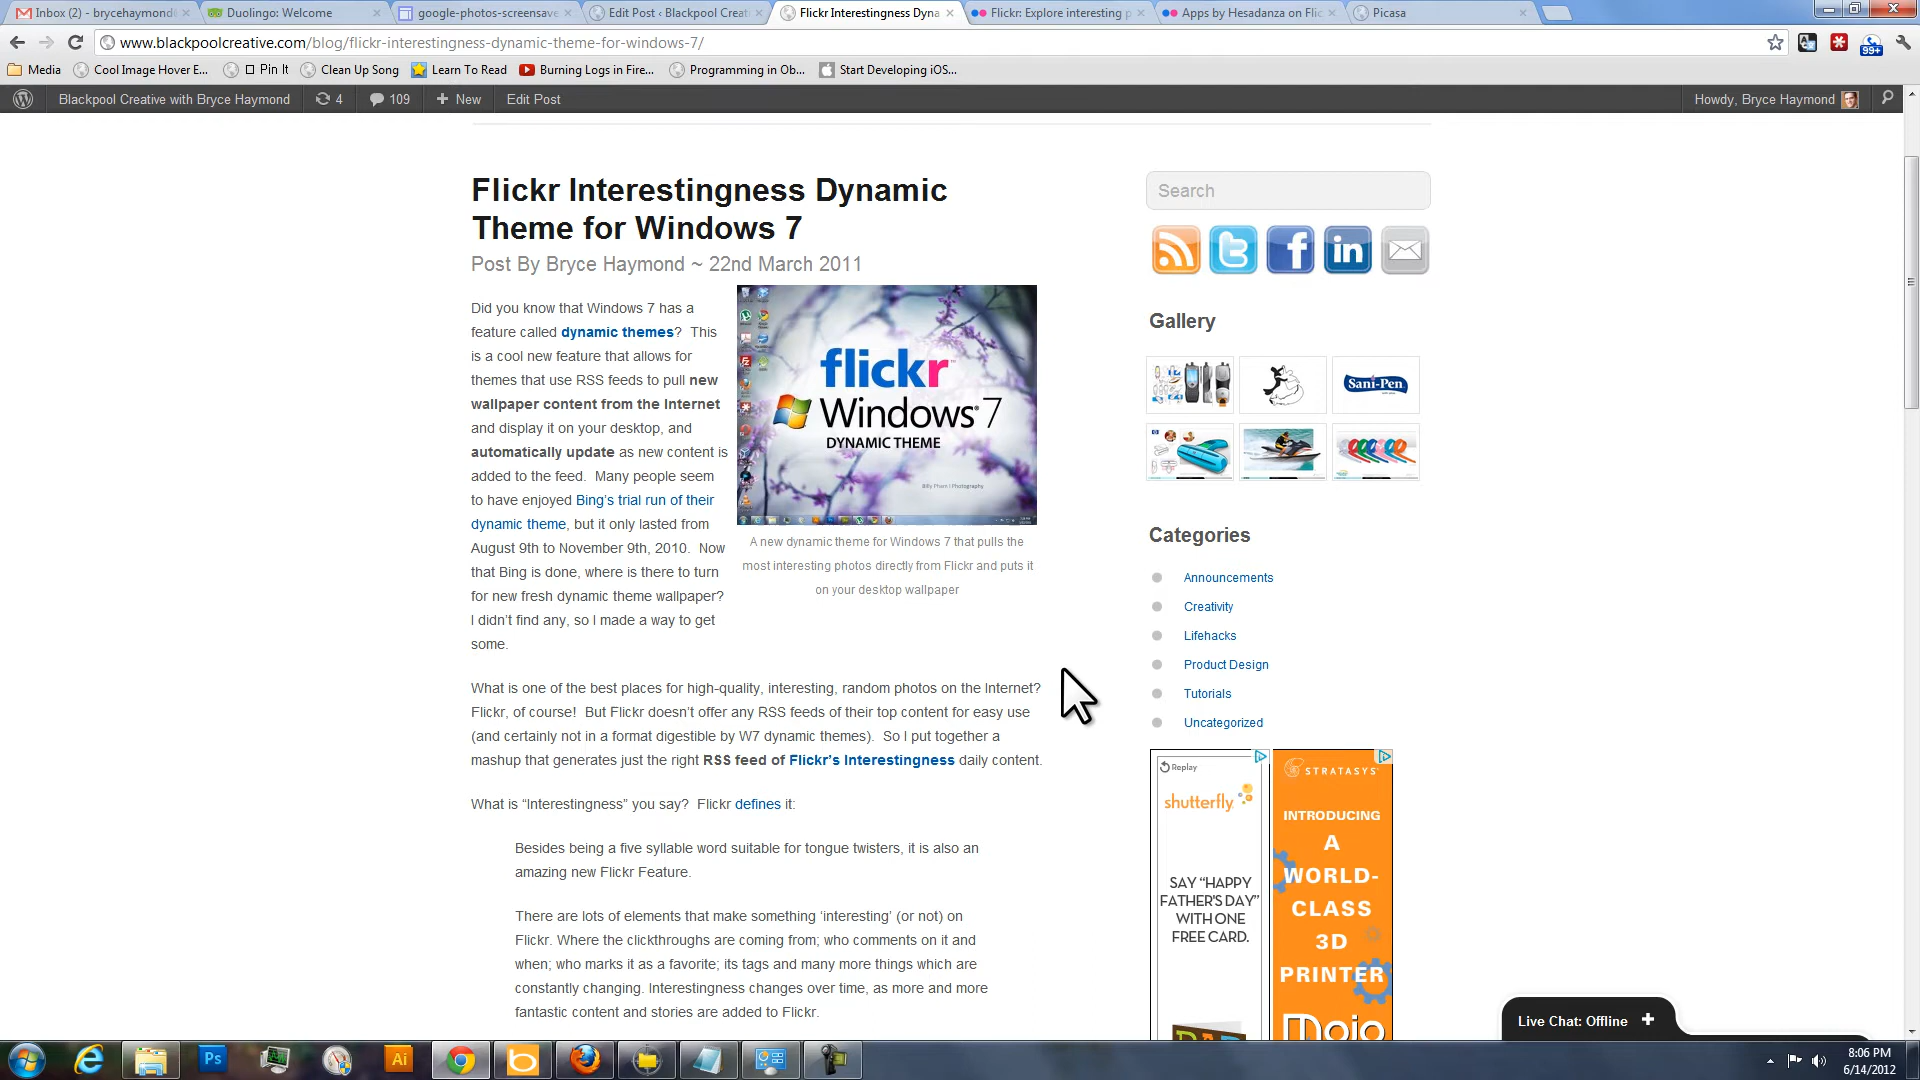 Inbox (2) - brycehaymond
Duolingo: Welcome
google-photos-screensave
Edit Post ‹ Blackpool Creati
Flickr Interestingness Dyna
Flickr: Explore interesting p
Apps by Hesadanza on Flic
Picasa
www.blackpoolcreative.com/blog/flickr-interestingness-dynamic-theme-for-windows-7/
99+
Media
Cool Image Hover E...
Pin It
Clean Up Song
Learn To Read
Burning Logs in Fire...
Programming in Ob...
Start Developing iOS...
Blackpool Creative with Bryce Haymond
4
109
New
Edit Post
Howdy, Bryce Haymond
Flickr Interestingness Dynamic
Theme for Windows 7
Post By Bryce Haymond ~ 22nd March 2011
Did you know that Windows 7 has a
feature called dynamic themes?  This
is a cool new feature that allows for
themes that use RSS feeds to pull new
wallpaper content from the Internet
and display it on your desktop, and
automatically update as new content is
added to the feed.  Many people seem
to have enjoyed Bing's trial run of their
dynamic theme, but it only lasted from
August 9th to November 9th, 2010.  Now
that Bing is done, where is there to turn
for new fresh dynamic theme wallpaper?
I didn't find any, so I made a way to get
some.
flickr
Windows 7
DYNAMIC THEME
Billy Pham | Photography
A new dynamic theme for Windows 7 that pulls the
most interesting photos directly from Flickr and puts it
on your desktop wallpaper
What is one of the best places for high-quality, interesting, random photos on the Internet?
Flickr, of course!  But Flickr doesn't offer any RSS feeds of their top content for easy use
(and certainly not in a format digestible by W7 dynamic themes).  So I put together a
mashup that generates just the right RSS feed of Flickr's Interestingness daily content.
What is “Interestingness” you say?  Flickr defines it:
Besides being a five syllable word suitable for tongue twisters, it is also an
amazing new Flickr Feature.
There are lots of elements that make something ‘interesting’ (or not) on
Flickr. Where the clickthroughs are coming from; who comments on it and
when; who marks it as a favorite; its tags and many more things which are
constantly changing. Interestingness changes over time, as more and more
fantastic content and stories are added to Flickr.
Search
Gallery
Sani-Pen
Categories
Announcements
Creativity
Lifehacks
Product Design
Tutorials
Uncategorized
Replay
shutterfly
SAY “HAPPY
FATHER'S DAY”
WITH ONE
FREE CARD.
STRATASYS
INTRODUCING
A
WORLD-
CLASS
3D
PRINTER
Mojo
Live Chat: Offline
Ps
Ai
8:06 PM
6/14/2012